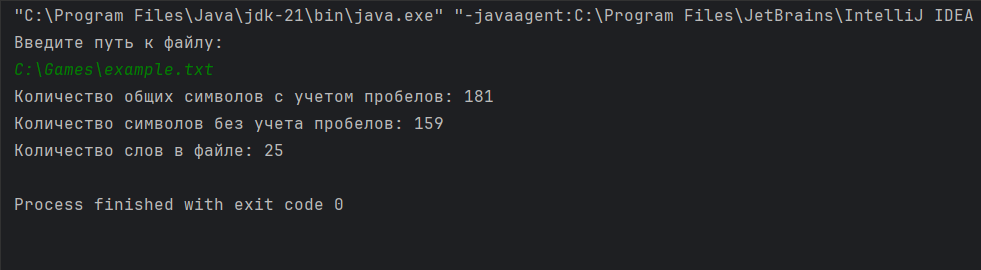 "C:\Program Files\Java\jdk-21\bin\java.exe" "-javaagent:C:\Program Files\JetBrains\IntelliJ IDEA
Введите путь к файлу:
C:\Games\example.txt
Количество общих символов с учетом пробелов: 181
Количество символов без учета пробелов: 159
Количество слов в файле: 25
Process finished with exit code 0